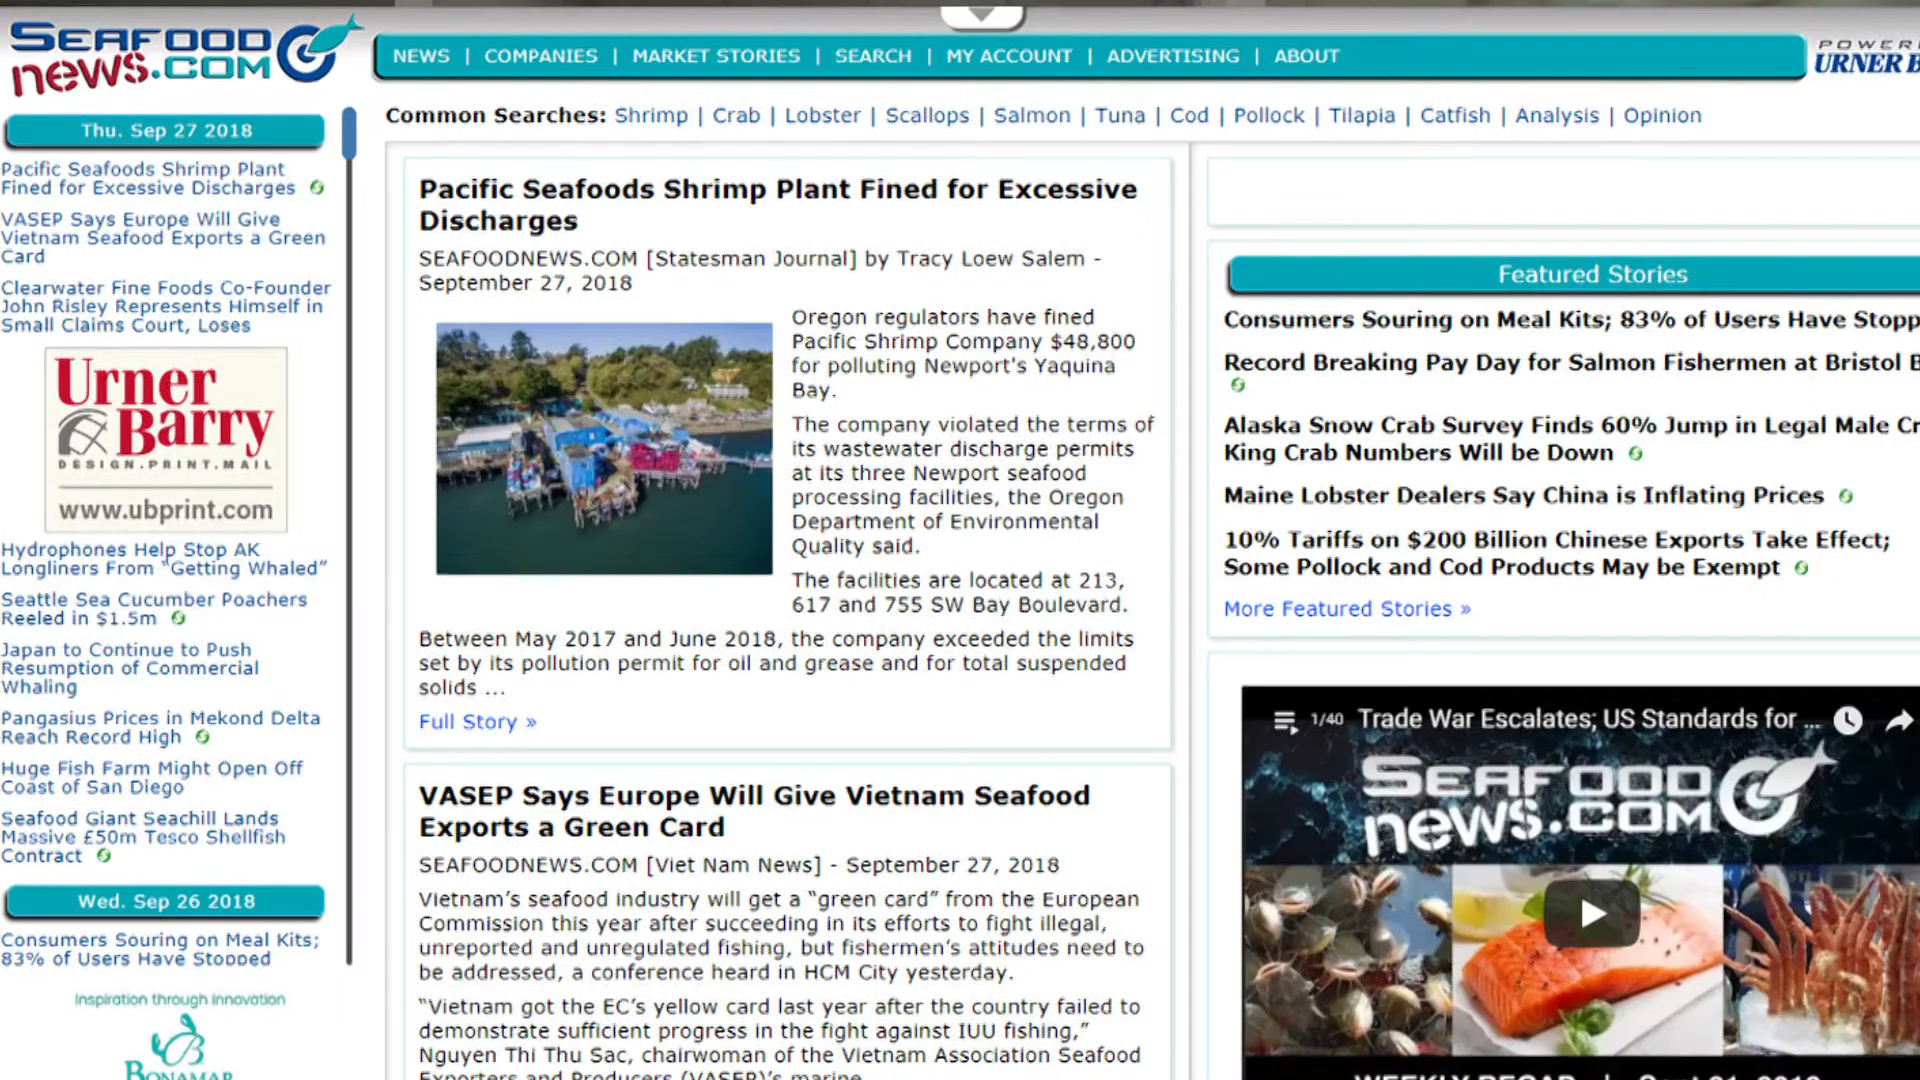 SEAFOOD
news.COM
NEWS | COMPANIES | MARKET STORIES | SEARCH | MY ACCOUNT | ADVERTISING | ABOUT
URNER
Common Searches: Shrimp | Crab | Lobster | Scallops | Salmon | Tuna | Cod | Pollock | Tilapia | Catfish | Analysis | Opinion
Thu. Sep 27 2018
Pacific Seafoods Shrimp Plant
Fined for Excessive Discharges
VASEP Says Europe Will Give
Vietnam Seafood Exports a Green
Card
Clearwater Fine Foods Co-Founder
John Risley Represents Himself in
Small Claims Court, Loses
Urner
Barry
DESIGN.PRINT.MAIL
www.ubprint.com
Hydrophones Help Stop AK
Longliners From “Getting Whaled”
Seattle Sea Cucumber Poachers
Reeled in $1.5m
Japan to Continue to Push
Resumption of Commercial
Whaling
Pangasius Prices in Mekond Delta
Reach Record High
Huge Fish Farm Might Open Off
Coast of San Diego
Seafood Giant Seachill Lands
Massive £50m Tesco Shellfish
Contract
Wed. Sep 26 2018
Consumers Souring on Meal Kits;
83% of Users Have Stopped
Inspiration through innovation
BONAMAR
Pacific Seafoods Shrimp Plant Fined for Excessive
Discharges
SEAFOODNEWS.COM [Statesman Journal] by Tracy Loew Salem -
September 27, 2018
Oregon regulators have fined
Pacific Shrimp Company $48,800
for polluting Newport's Yaquina
Bay.
The company violated the terms of
its wastewater discharge permits
at its three Newport seafood
processing facilities, the Oregon
Department of Environmental
Quality said.
The facilities are located at 213,
617 and 755 SW Bay Boulevard.
Between May 2017 and June 2018, the company exceeded the limits
set by its pollution permit for oil and grease and for total suspended
solids ...
Full Story »
VASEP Says Europe Will Give Vietnam Seafood
Exports a Green Card
SEAFOODNEWS.COM [Viet Nam News] - September 27, 2018
Vietnam’s seafood industry will get a “green card” from the European
Commission this year after succeeding in its efforts to fight illegal,
unreported and unregulated fishing, but fishermen’s attitudes need to
be addressed, a conference heard in HCM City yesterday.
“Vietnam got the EC’s yellow card last year after the country failed to
demonstrate sufficient progress in the fight against IUU fishing,”
Nguyen Thi Thu Sac, chairwoman of the Vietnam Association Seafood
Exporters and Producers (VASEP)’s marine
Featured Stories
Consumers Souring on Meal Kits; 83% of Users Have Stopp
Record Breaking Pay Day for Salmon Fishermen at Bristol B
Alaska Snow Crab Survey Finds 60% Jump in Legal Male Cr
King Crab Numbers Will be Down
Maine Lobster Dealers Say China is Inflating Prices
10% Tariffs on $200 Billion Chinese Exports Take Effect;
Some Pollock and Cod Products May be Exempt
More Featured Stories »
1/40 Trade War Escalates; US Standards for ...
SEAFOOD
news.COM